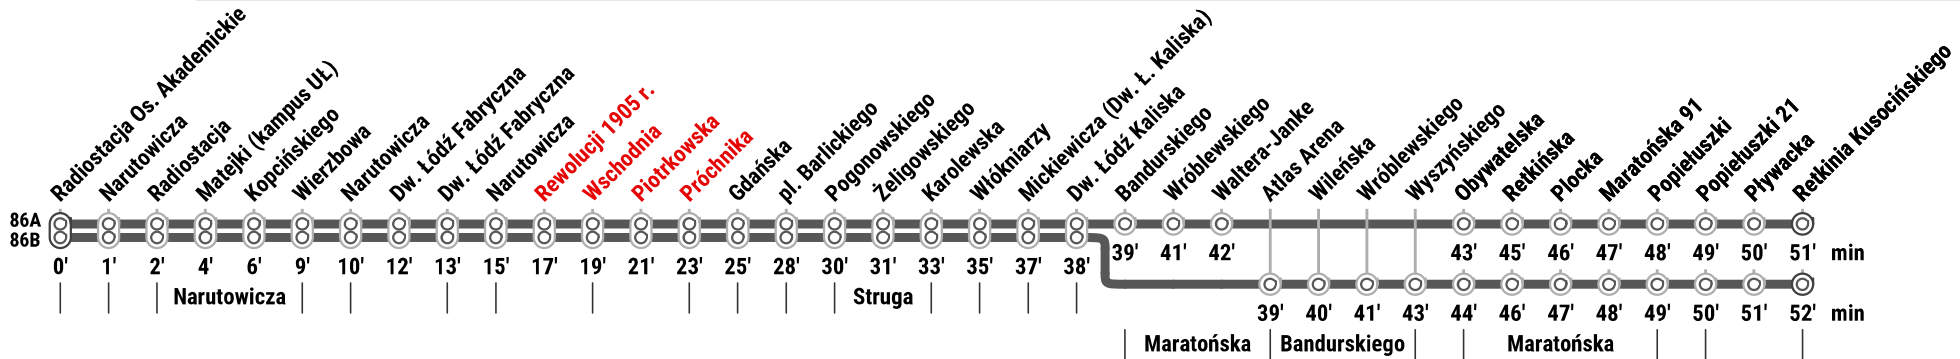 Radiostacja Os. Akademickie
Narutowicza
Radiostacja
Matejki (kampus UŁ)
Kopcińskiego
Wierzbowa
Narutowicza
Dw. Łódź Fabryczna
Dw. Łódź Fabryczna
Narutowicza
Rewolucji 1905 r.
Wschodnia
Piotrkowska
Próchnika
Gdańska
pl. Barlickiego
Pogonowskiego
Żeligowskiego
Karolewska
Włókniarzy
Mickiewicza (Dw. Ł. Kaliska)
Dw. Łódź Kaliska
Bandurskiego
Wróblewskiego
Waltera-Janke
Atlas Arena
Wileńska
Wróblewskiego
Wyszyńskiego
Obywatelska
Retkińska
Płocka
Maratońska 91
Popiełuszki
Popiełuszki 21
Pływacka
Retkinia Kusocińskiego
86A
86B
39' 41' 42' 43' 45' 46' 47' 48' 49' 50' 51' min
0' 1' 2' 4' 6' 9' 10' 12' 13' 15' 17' 19' 21' 23' 25' 28' 30' 31' 33' 35' 37' 38'
Narutowicza Struga
39' 40' 41' 43' 44' 46' 47' 48' 49' 50' 51' 52' min
Maratońska Bandurskiego Maratońska